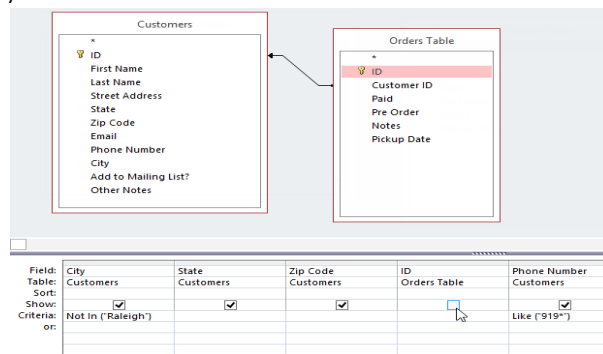 Customers
*
ID
First Name
Last Name
Street Address
State
Zip Code
Email
Phone Number
City
Add to Mailing List?
Other Notes
Orders Table
*
ID
Customer ID
Paid
Pre Order
Notes
Pickup Date
Field: City State Zip Code ID Phone Number
Table: Customers Customers Customers Orders Table Customers
Sort:
Show:
Criteria: Not In ("Raleigh") Like ("919*")
or: